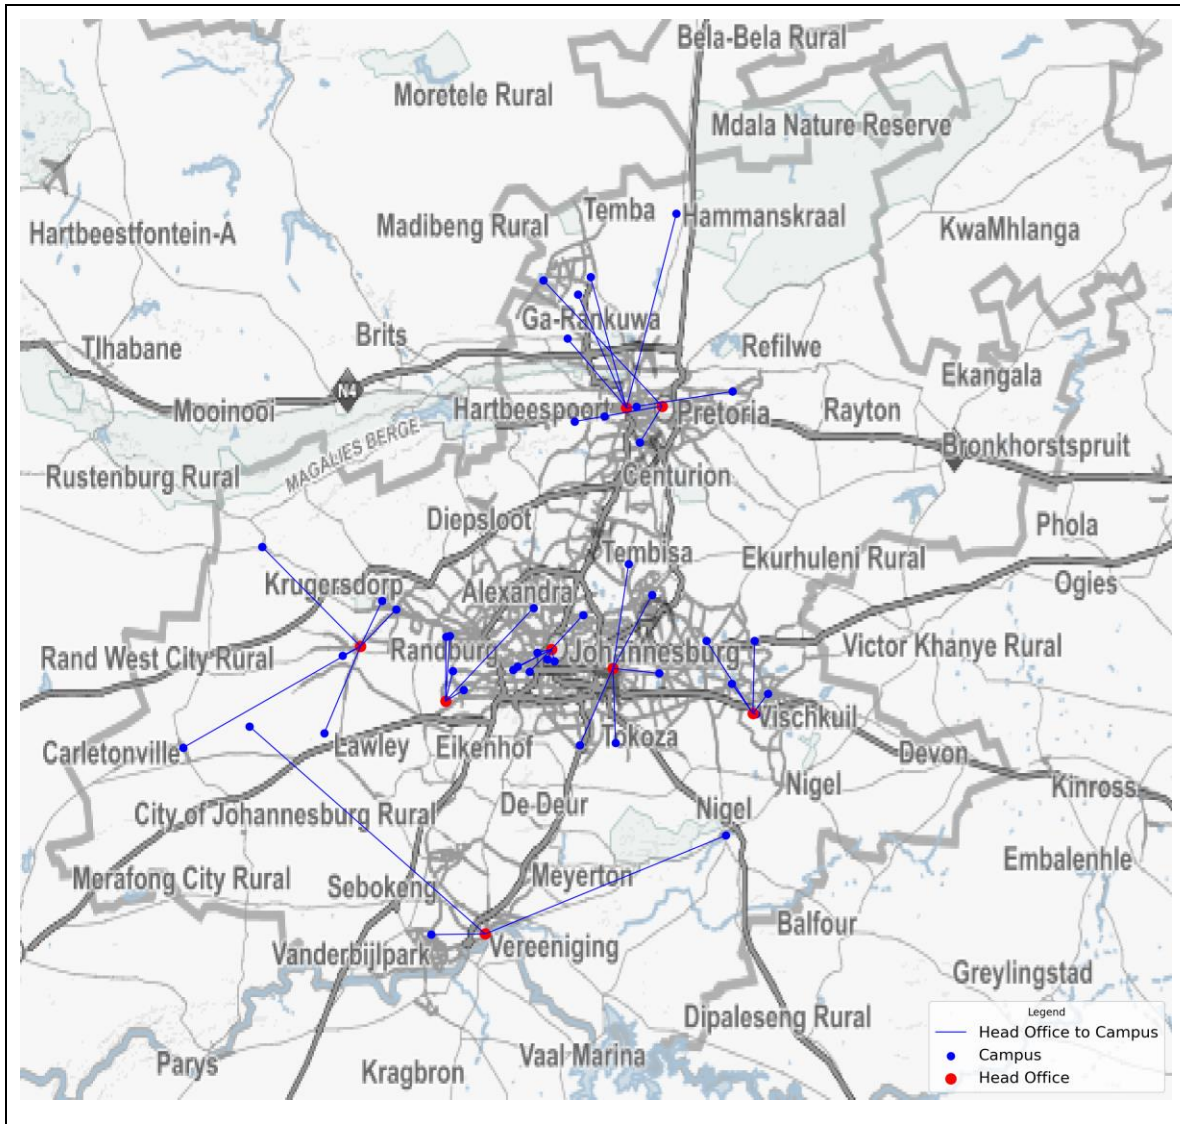 Bela-Bela Rural
Moretele Rural
Mdala Nature Reserve
Temba
Hammanskraal
Madibeng Rural
Hartbeestfontein-A
KwaMhlanga
Ga-Rankuwa
Brits
Refilwe
Tlhabane
Ekangala
N4
Mooinooi
Hartbeespoort
Pretoria
Rayton
MAGALIES BERGE
Bronkhorstspruit
Rustenburg Rural
Centurion
Diepsloot
Phola
Tembisa
Ekurhuleni Rural
Krugersdorp
Alexandra
Ogies
Randburg
Johannesburg
Victor Khanye Rural
Rand West City Rural
Vischkuil
Carletonville
Lawley
Eikenhof
Tokoza
Devon
Nigel
Kinross
De Deur
Nigel
City of Johannesburg Rural
Embalenhle
Merafong City Rural
Sebokeng
Meyerton
Balfour
Vanderbijlpark
Vereeniging
Greylingstad
Dipaleseng Rural
Vaal Marina
Parys
Kragbron
Legend
Head Office to Campus
Campus
Head Office